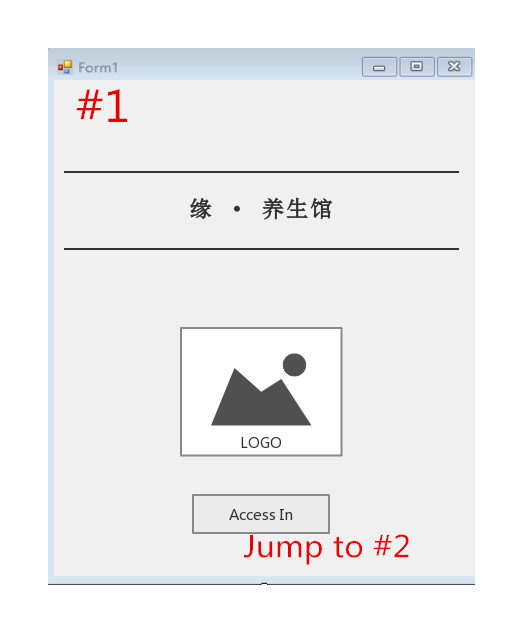 Form1
#1
缘 · 养生馆
LOGO
Access In
Jump to #2